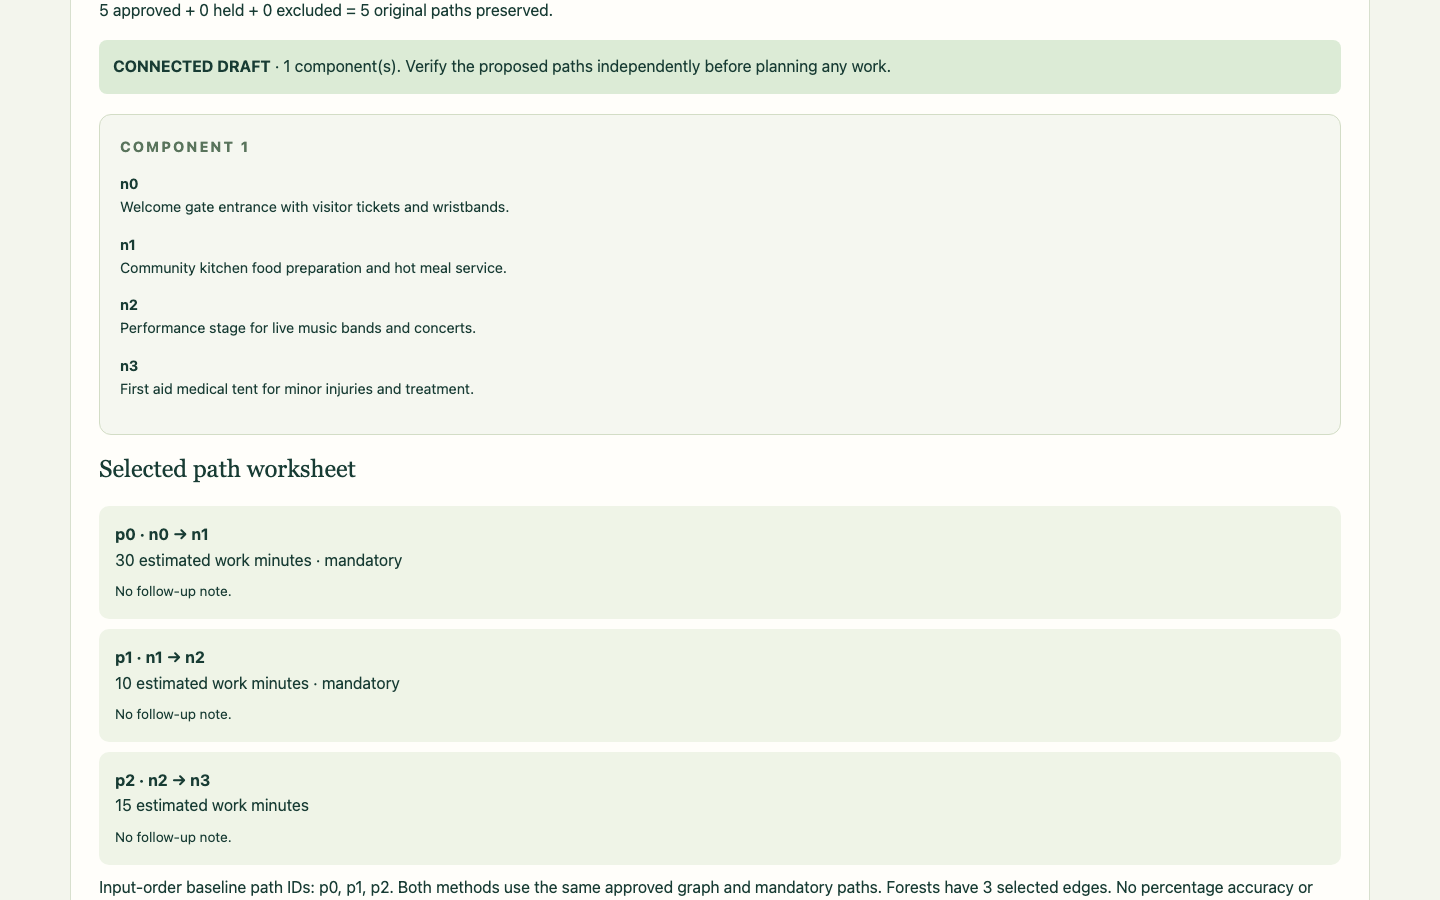 5 approved + 0 held + 0 excluded = 5 original paths preserved.
CONNECTED DRAFT · 1 component(s). Verify the proposed paths independently before planning any work.
COMPONENT 1
n0
Welcome gate entrance with visitor tickets and wristbands.
n1
Community kitchen food preparation and hot meal service.
n2
Performance stage for live music bands and concerts.
n3
First aid medical tent for minor injuries and treatment.
Selected path worksheet
p0 · n0 → n1
30 estimated work minutes · mandatory
No follow-up note.
p1 · n1 → n2
10 estimated work minutes · mandatory
No follow-up note.
p2 · n2 → n3
15 estimated work minutes
No follow-up note.
Input-order baseline path IDs: p0, p1, p2. Both methods use the same approved graph and mandatory paths. Forests have 3 selected edges. No percentage accuracy or